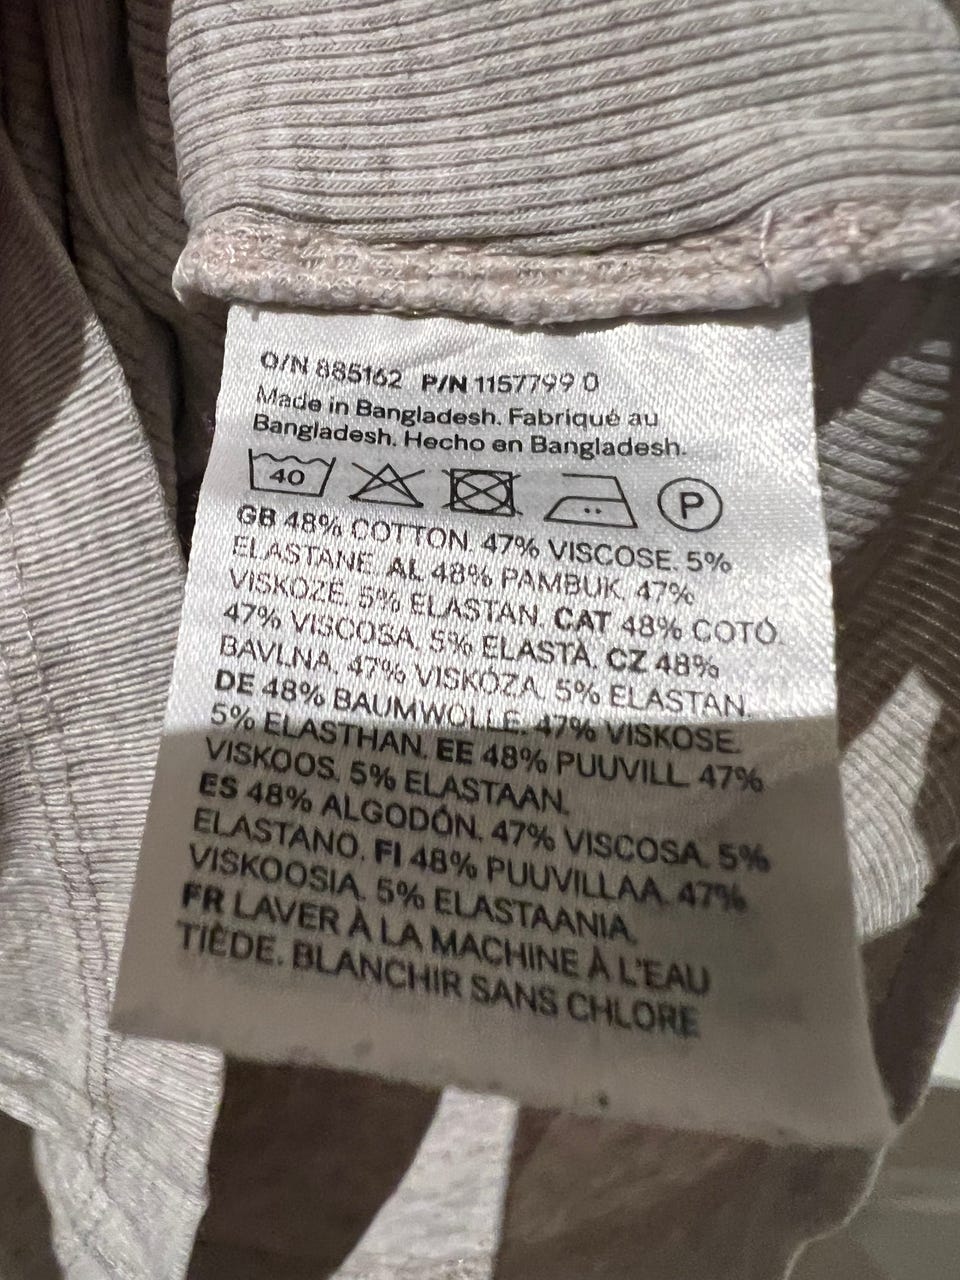 O/N 885162 P/N 1157799 0
Made in Bangladesh. Fabriqué au
Bangladesh. Hecho en Bangladesh.
40 P
GB 48% COTTON. 47% VISCOSE. 5%
ELASTANE. AL 48% PAMBUK. 47%
VISKOZË. 5% ELASTAN. CAT 48% COTÓ.
47% VISCOSA. 5% ELASTÀ. CZ 48%
BAVLNA. 47% VISKÓZA. 5% ELASTAN.
DE 48% BAUMWOLLE. 47% VISKOSE.
5% ELASTHAN. EE 48% PUUVILL. 47%
VISKOOS. 5% ELASTAAN.
ES 48% ALGODÓN. 47% VISCOSA. 5%
ELASTANO. FI 48% PUUVILLAA. 47%
VISKOOSIA. 5% ELASTAANIA.
FR LAVER À LA MACHINE À L'EAU
TIÈDE. BLANCHIR SANS CHLORE